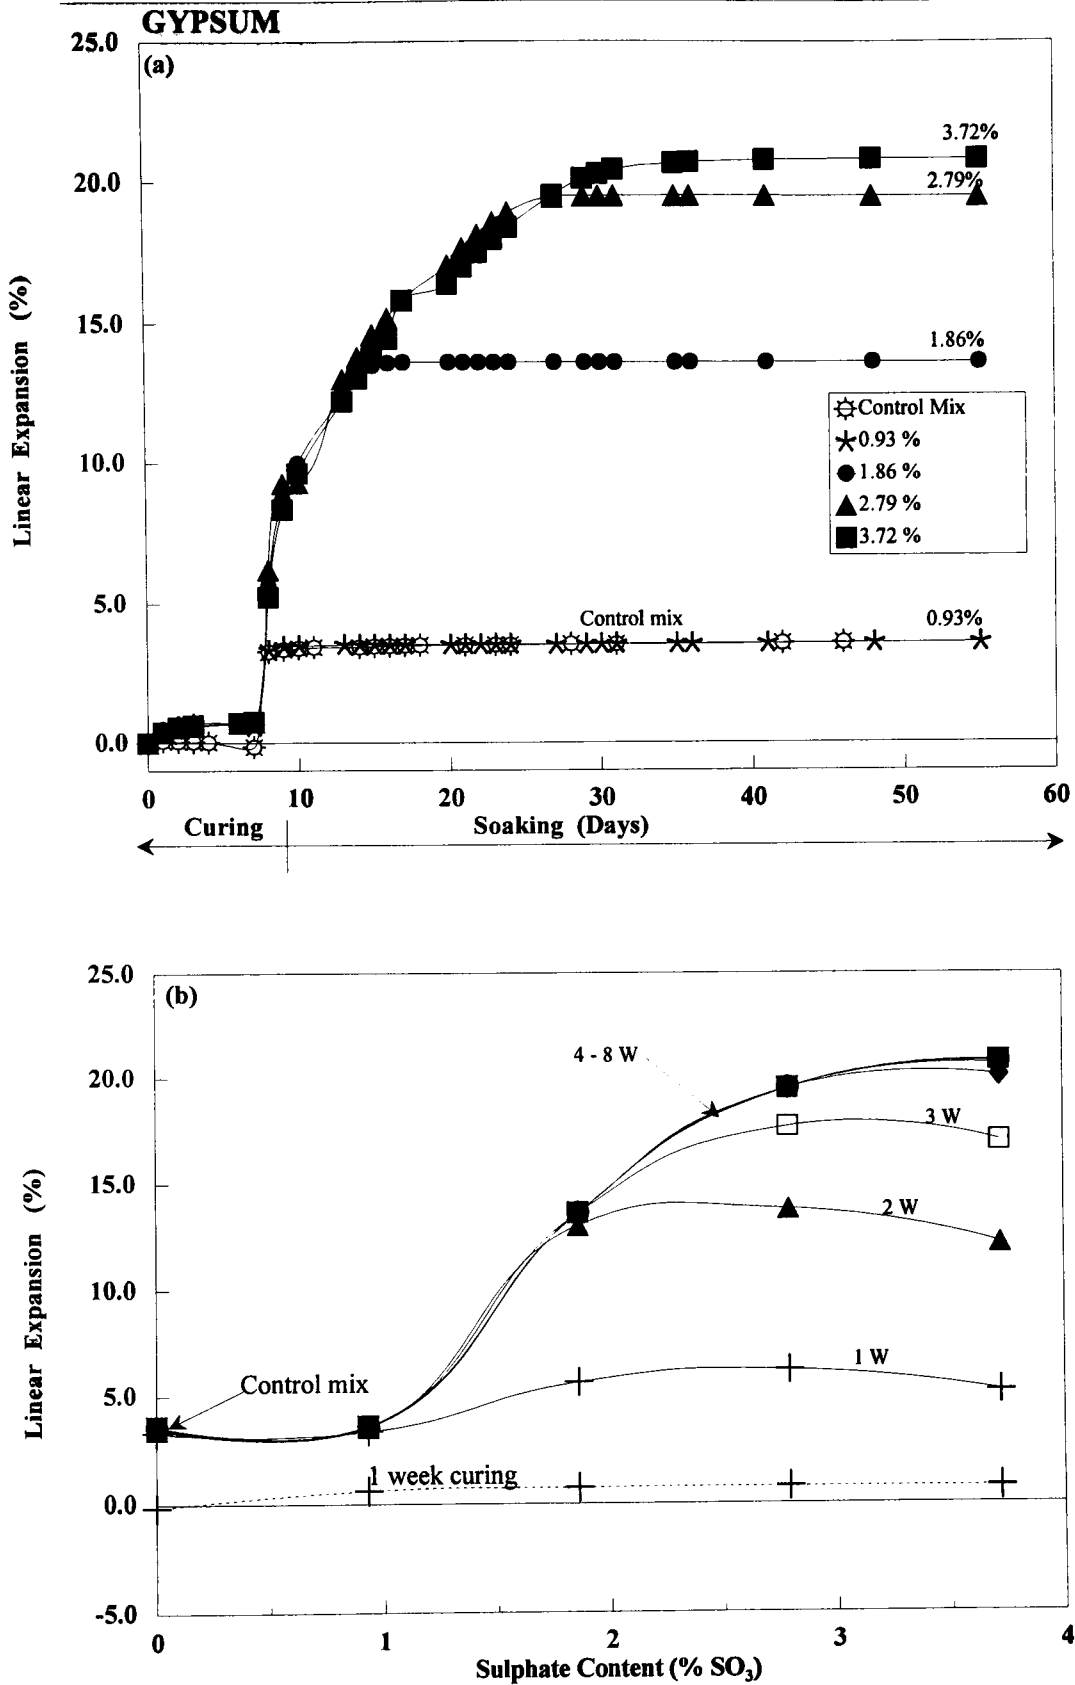 GYPSUM
(a)
25.0
20.0
15.0
10.0
5.0
0.0
Linear Expansion (%)
3.72%
2.79%
1.86%
Control Mix
0.93 %
1.86 %
2.79 %
3.72 %
Control mix
0.93%
0 10 20 30 40 50 60
Curing Soaking (Days)
(b)
25.0
20.0
15.0
10.0
5.0
0.0
-5.0
Linear Expansion (%)
4 - 8 W
3 W
2 W
1 W
Control mix
1 week curing
0 1 2 3 4
Sulphate Content (% SO₃)